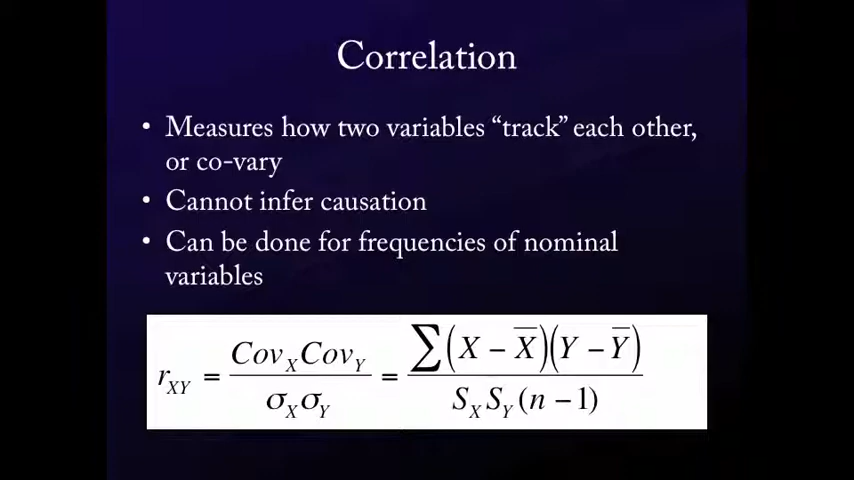 Correlation
• Measures how two variables “track” each other,
or co-vary
• Cannot infer causation
• Can be done for frequencies of nominal
variables
r_XY = Cov_X Cov_Y / σ_X σ_Y = ∑(X − X̅)(Y − Y̅) / S_X S_Y (n − 1)